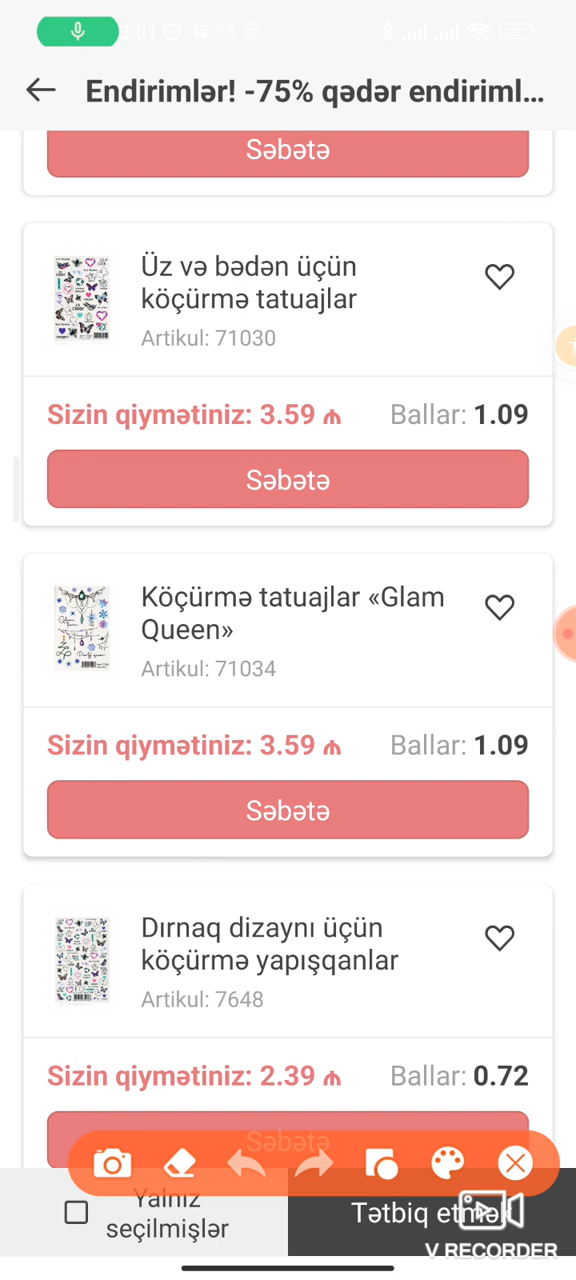 Endirimlər! -75% qədər endiriml...
Səbətə
Üz və bədən üçün
köçürmə tatuajlar
Artikul: 71030
Sizin qiymətiniz: 3.59 ₼
Ballar: 1.09
Səbətə
Köçürmə tatuajlar «Glam
Queen»
Artikul: 71034
Sizin qiymətiniz: 3.59 ₼
Ballar: 1.09
Səbətə
Dırnaq dizaynı üçün
köçürmə yapışqanlar
Artikul: 7648
Sizin qiymətiniz: 2.39 ₼
Ballar: 0.72
Səbətə
Yalnız
seçilmişlər
Tətbiq etmək
V RECORDER